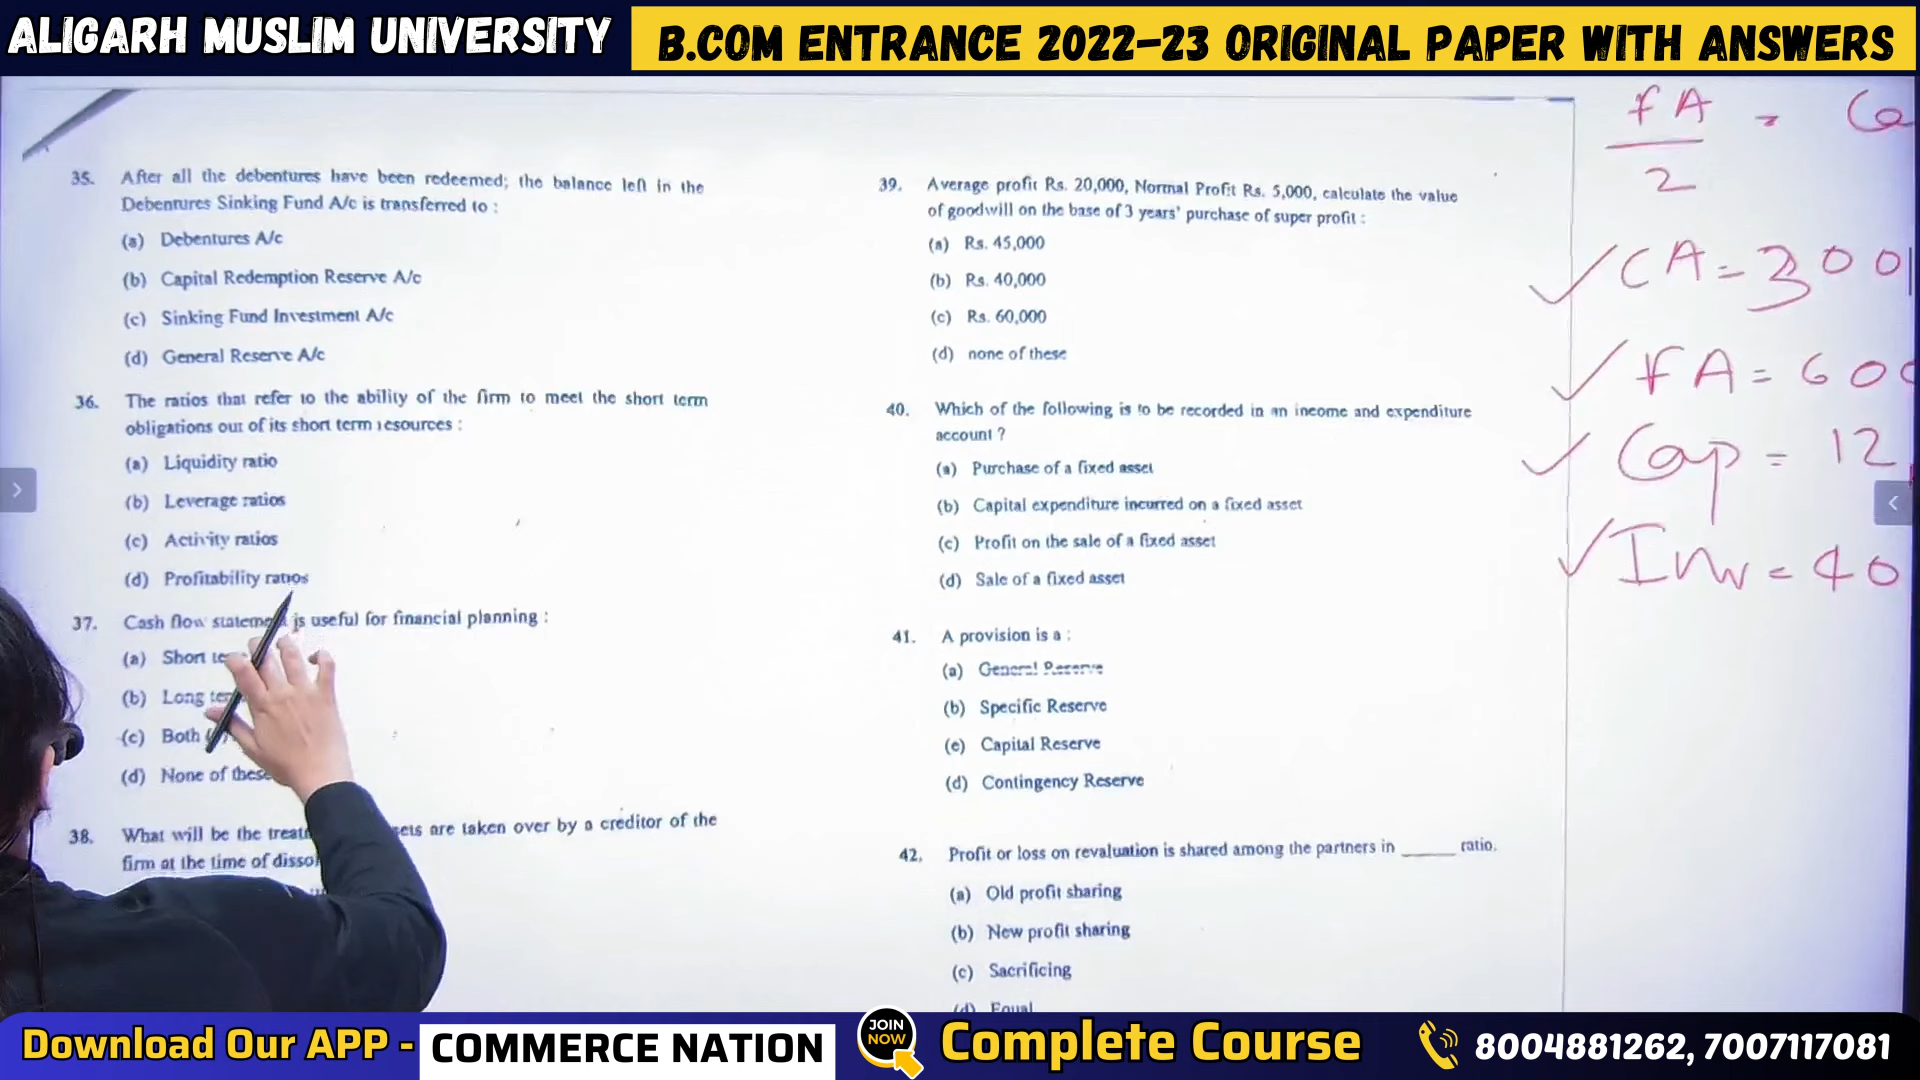 ALIGARH MUSLIM UNIVERSITY
B.COM ENTRANCE 2022-23 ORIGINAL PAPER WITH ANSWERS
35. After all the debentures have been redeemed; the balance left in the
Debentures Sinking Fund A/c is transferred to :
(a) Debentures A/c
(b) Capital Redemption Reserve A/c
(c) Sinking Fund Investment A/c
(d) General Reserve A/c
36. The ratios that refer to the ability of the firm to meet the short term
obligations out of its short term resources :
(a) Liquidity ratio
(b) Leverage ratios
(c) Activity ratios
(d) Profitability ratios
37. Cash flow statement is useful for financial planning :
(a) Short
(b) Long
(c) Both
(d) None of these
38. What will be the are taken over by a creditor of the
firm at the time of
39. Average profit Rs. 20,000, Normal Profit Rs. 5,000, calculate the value
of goodwill on the base of 3 years' purchase of super profit :
(a) Rs. 45,000
(b) Rs. 40,000
(c) Rs. 60,000
(d) none of these
40. Which of the following is to be recorded in an income and expenditure
account ?
(a) Purchase of a fixed asset
(b) Capital expenditure incurred on a fixed asset
(c) Profit on the sale of a fixed asset
(d) Sale of a fixed asset
41. A provision is a :
(a) General Reserve
(b) Specific Reserve
(c) Capital Reserve
(d) Contingency Reserve
42. Profit or loss on revaluation is shared among the partners in ______ ratio.
(a) Old profit sharing
(b) New profit sharing
(c) Sacrificing
(d) Equal
FA = Ca
2
CA = 300
FA = 60
Cap = 12
Inv = 40
Download Our APP - COMMERCE NATION
JOIN
NOW
Complete Course
8004881262, 7007117081